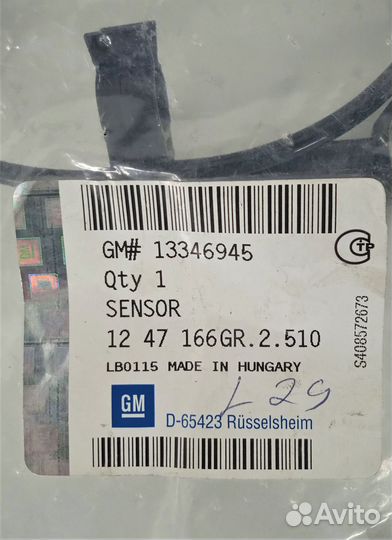 GM# 13346945
Qty 1
SENSOR
12 47 166GR.2.510
LB0115 MADE IN HUNGARY
GM
L29
D-65423 Rüsselsheim
S408572673
Avito